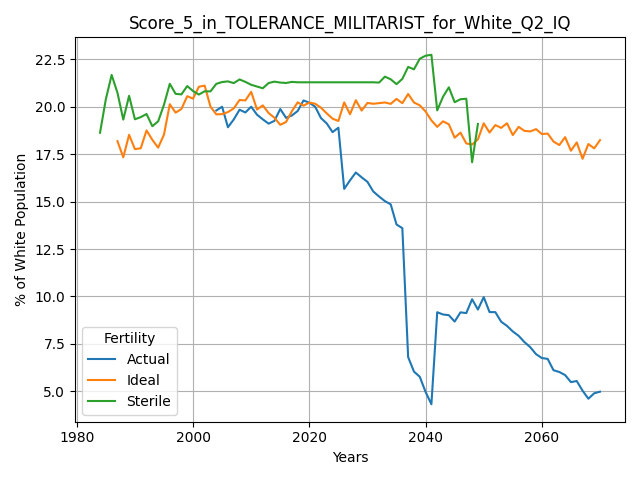 Score_5_in_TOLERANCE_MILITARIST_for_White_Q2_IQ
% of White Population
22.5
20.0
17.5
15.0
12.5
10.0
7.5
5.0
Fertility
Actual
Ideal
Sterile
1980
2000
2020
2040
2060
Years